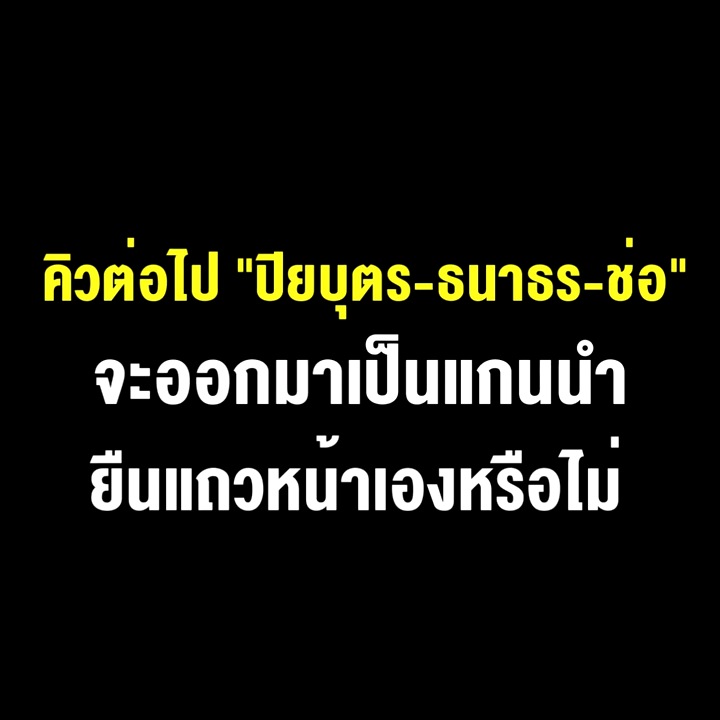 คิวต่อไป "ปิยบุตร-ธนาธร-ช่อ"
จะออกมาเป็นแกนนำ
ยืนแถวหน้าเองหรือไม่